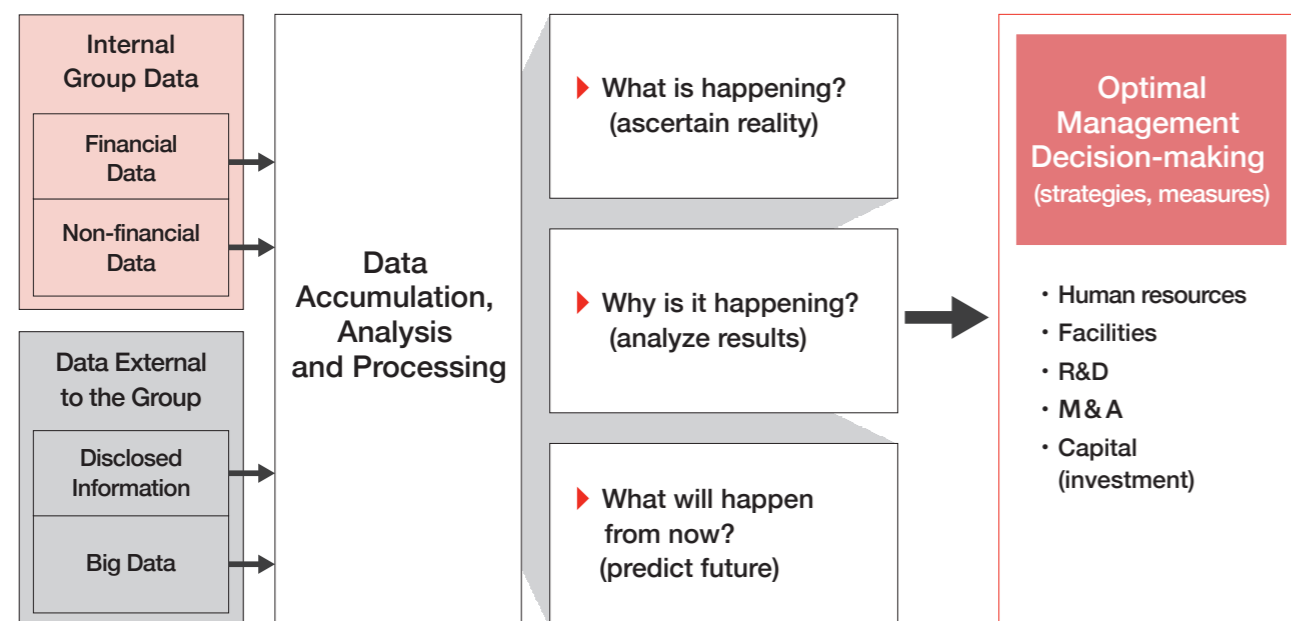 Internal
Group Data
Financial
Data
Non-financial
Data
Data External
to the Group
Disclosed
Information
Big Data
Data
Accumulation,
Analysis
and Processing
What is happening?
(ascertain reality)
Why is it happening?
(analyze results)
What will happen
from now?
(predict future)
Optimal
Management
Decision-making
(strategies, measures)
・Human resources
・Facilities
・R&D
・M & A
・Capital
(investment)